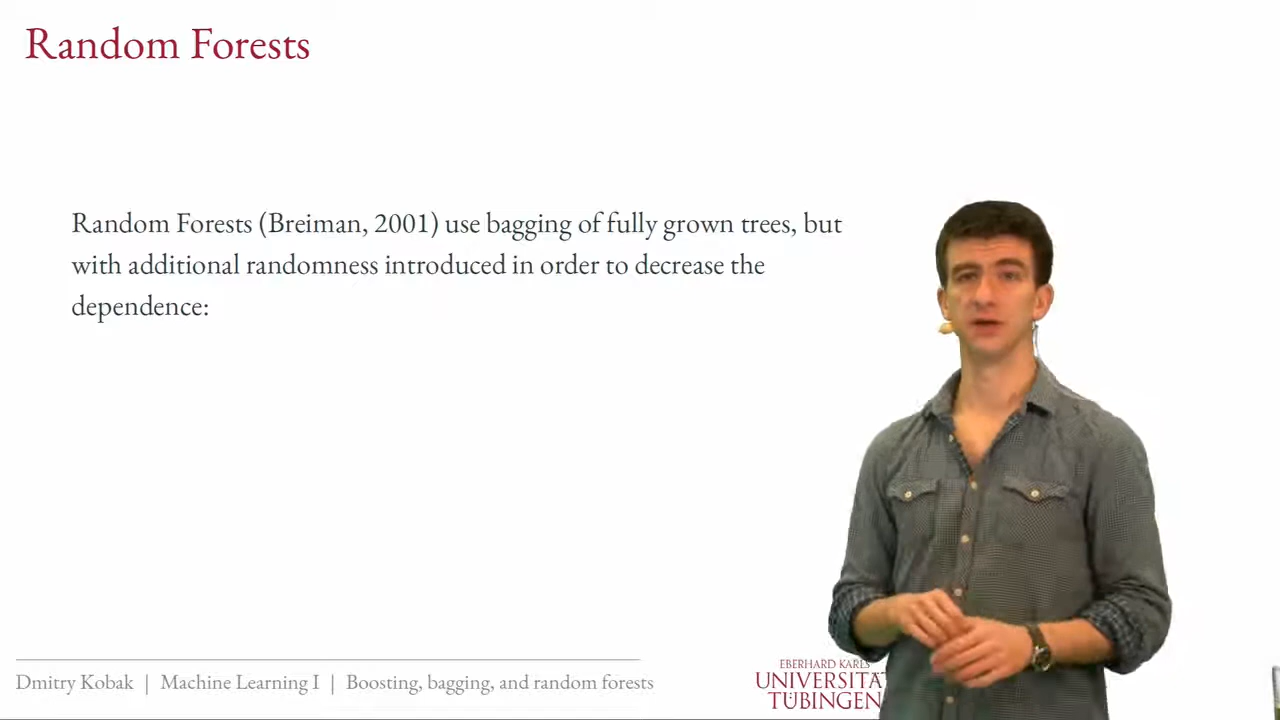 Random Forests
Random Forests (Breiman, 2001) use bagging of fully grown trees, but
with additional randomness introduced in order to decrease the
dependence:
Dmitry Kobak | Machine Learning I | Boosting, bagging, and random forests
EBERHARD KARLS
UNIVERSITÄT
TÜBINGEN